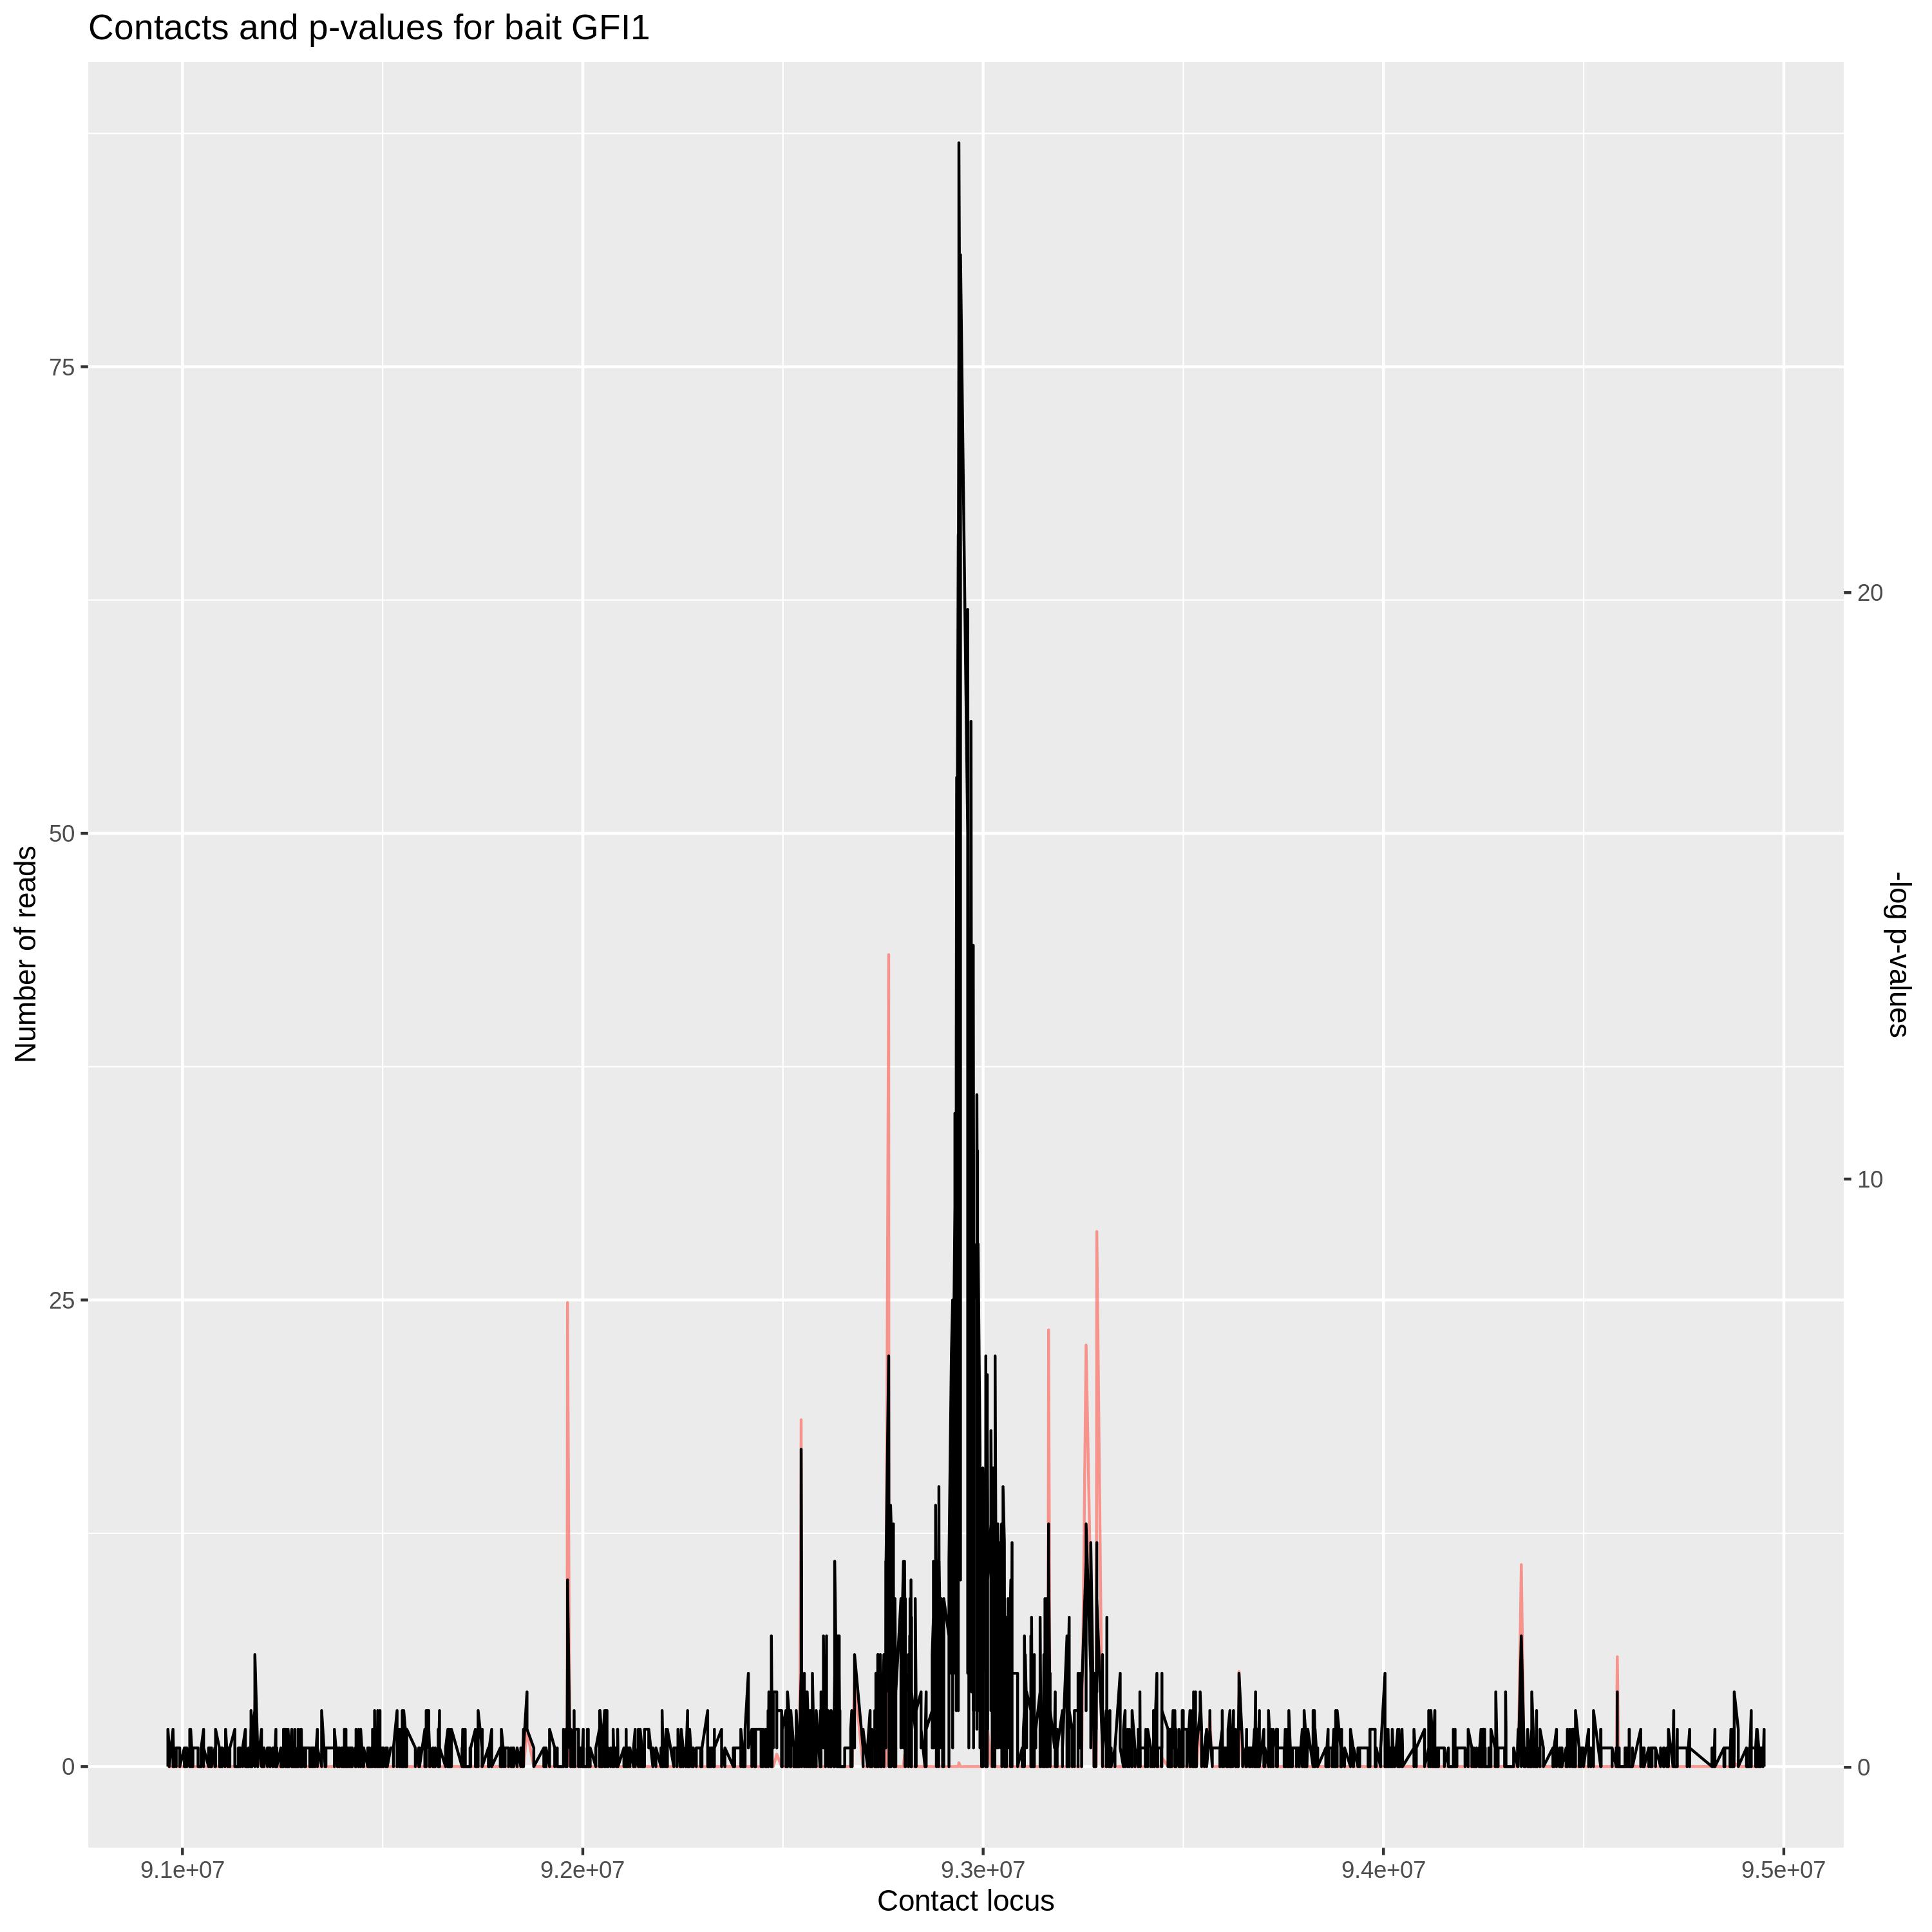 Contacts and p-values for bait GFI1
75
50
25
0
Number of reads
20
10
0
-log p-values
9.1e+07 9.2e+07 9.3e+07 9.4e+07 9.5e+07
Contact locus